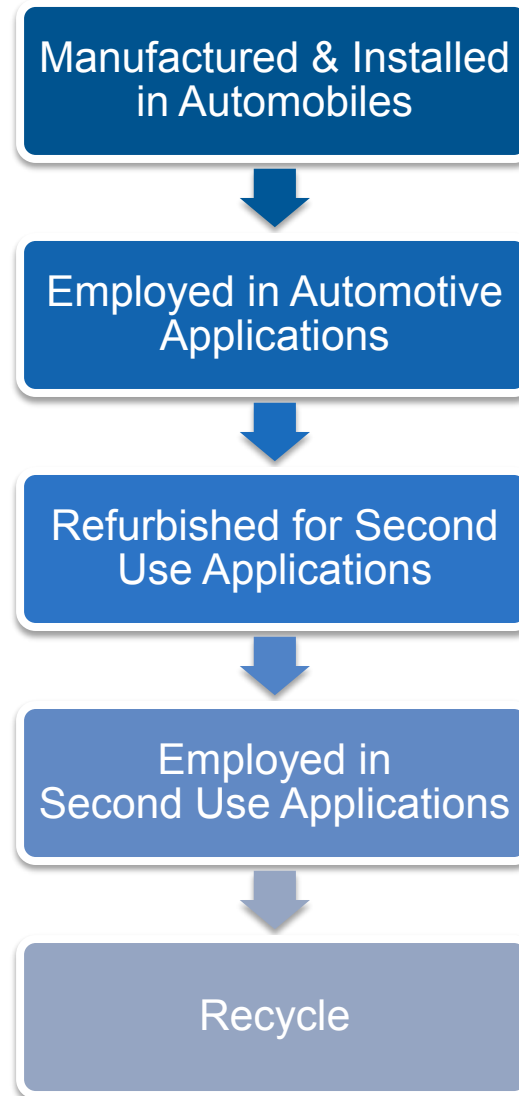 Manufactured & Installed
in Automobiles
Employed in Automotive
Applications
Refurbished for Second
Use Applications
Employed in
Second Use Applications
Recycle